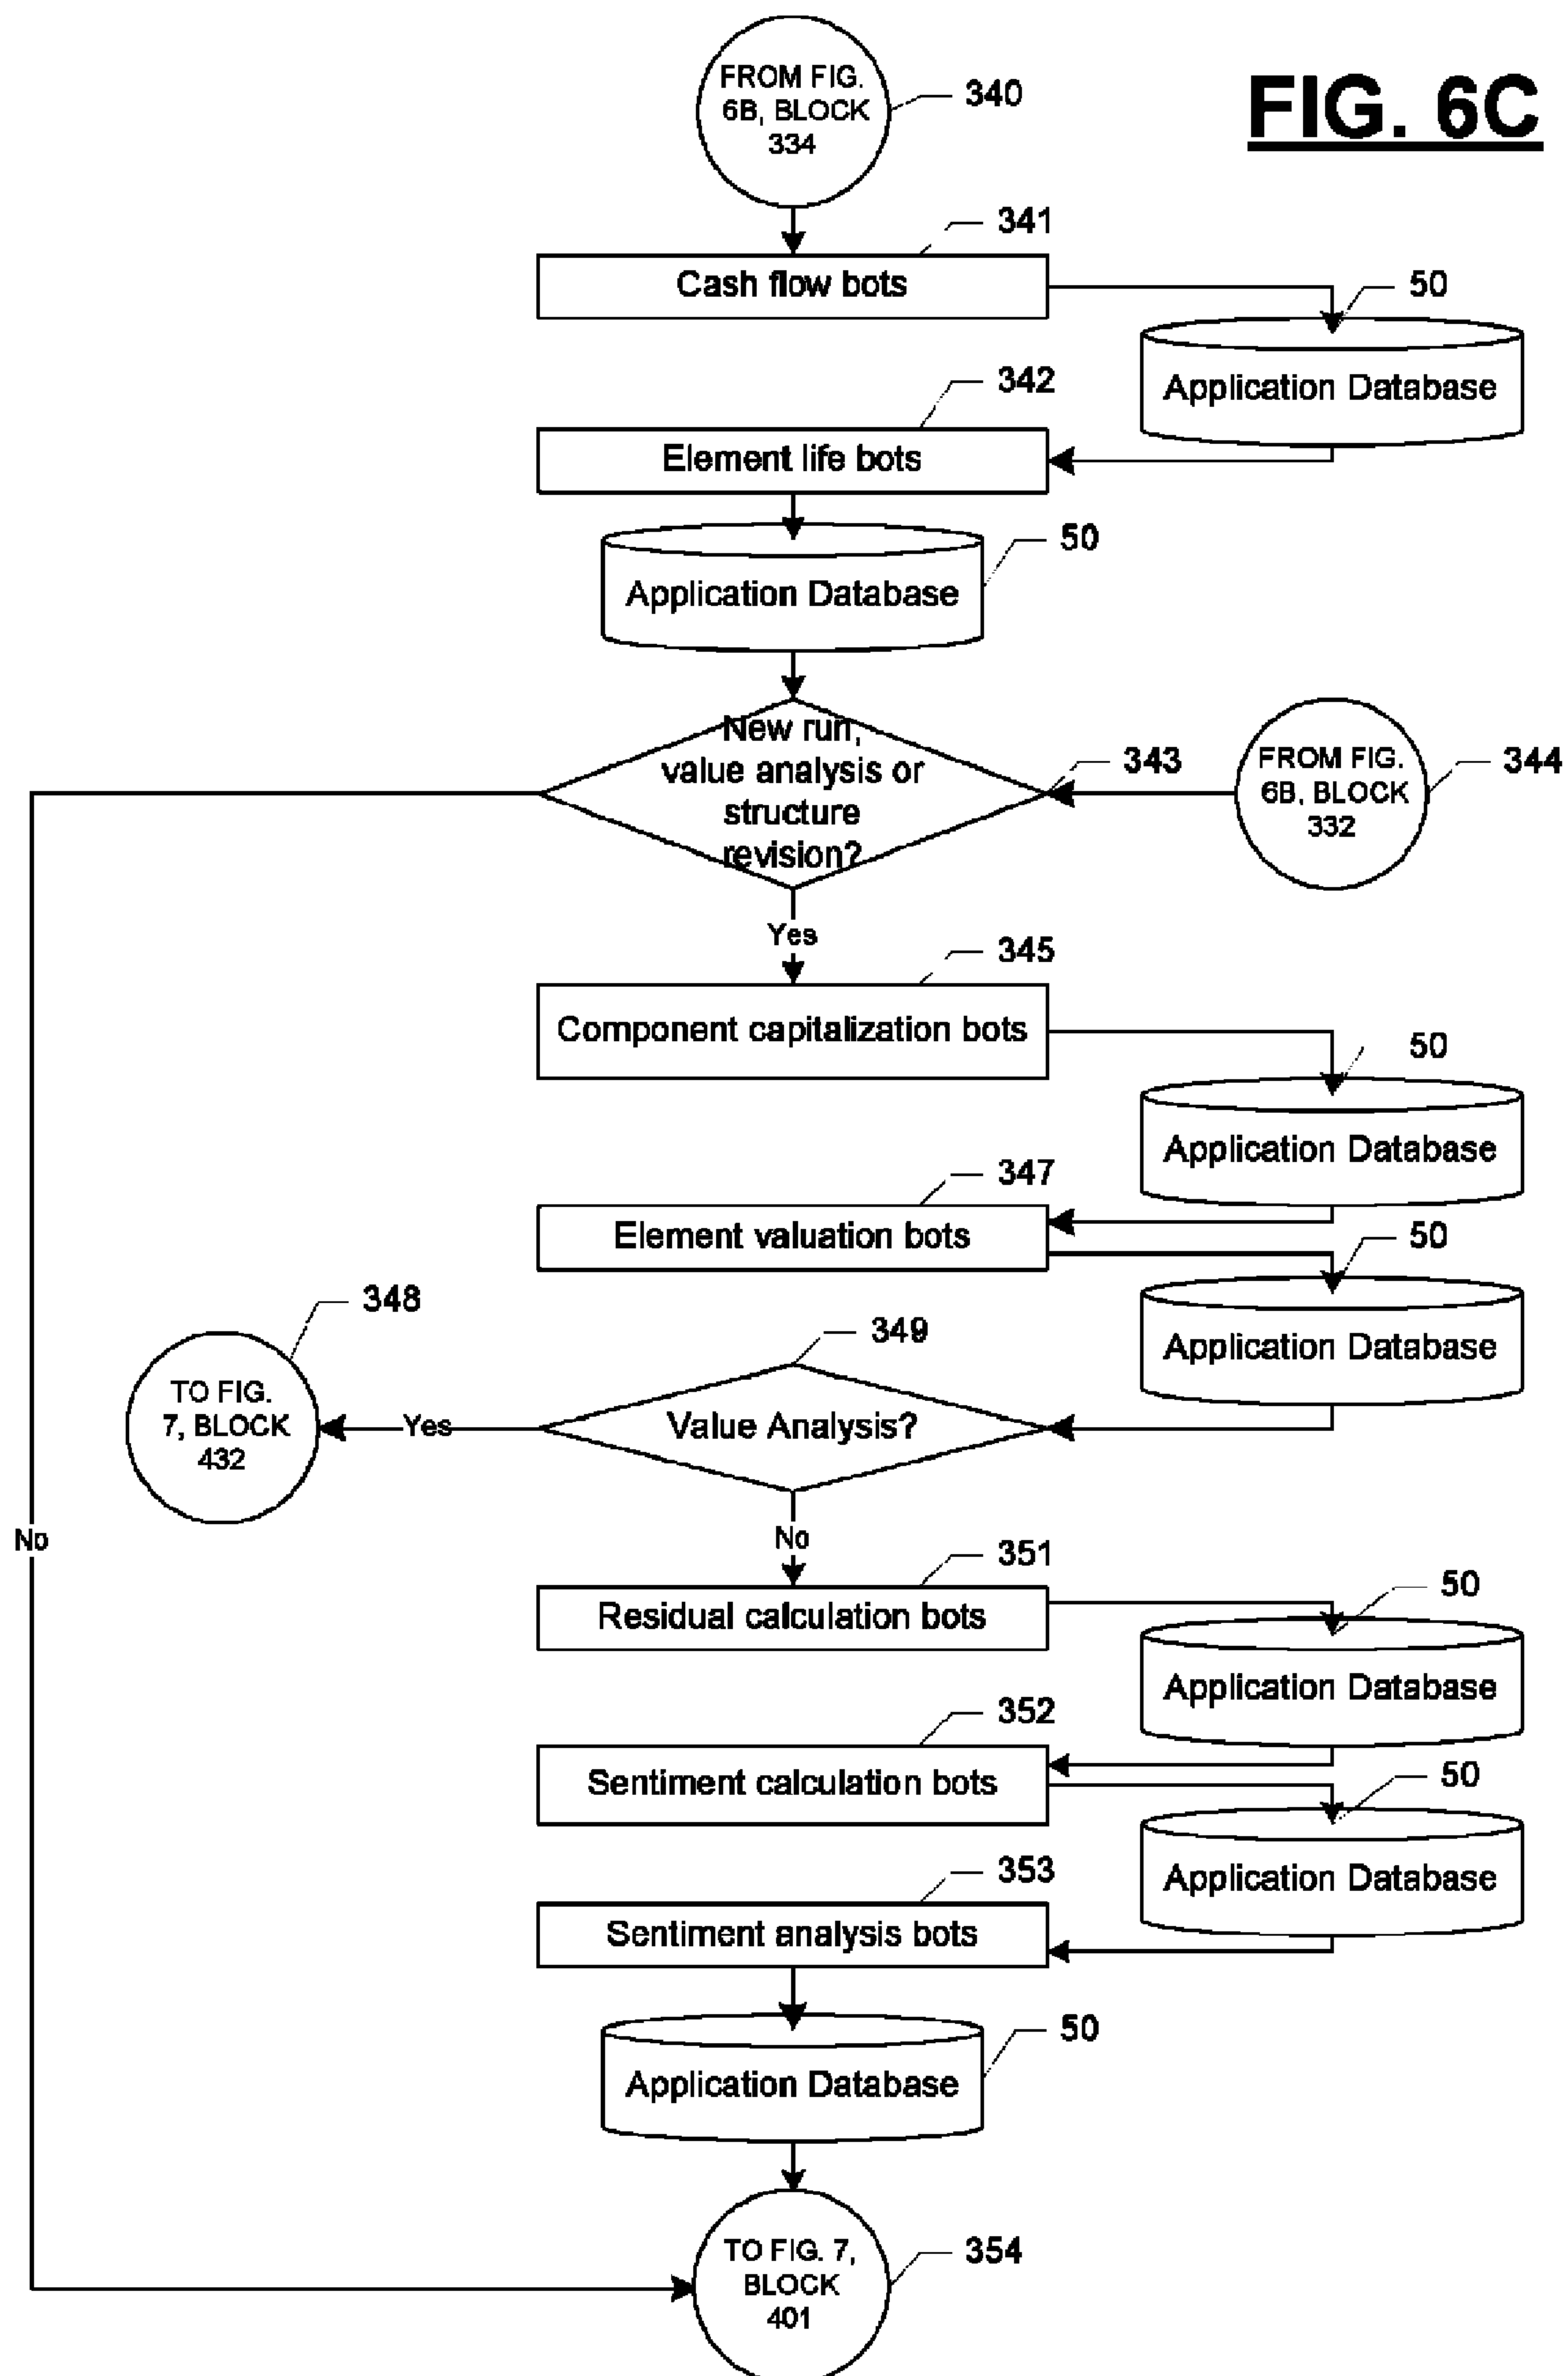 FROM FIG.
6B, BLOCK
334
340
FIG. 6C
341
Cash flow bots
50
Application Database
342
Element life bots
50
Application Database
New run,
value analysis or
structure
revision?
343
FROM FIG.
6B, BLOCK
332
344
Yes
345
Component capitalization bots
50
Application Database
347
Element valuation bots
50
Application Database
348
TO FIG.
7, BLOCK
432
349
Yes
Value Analysis?
No
No
351
Residual calculation bots
50
Application Database
352
Sentiment calculation bots
50
Application Database
353
Sentiment analysis bots
50
Application Database
TO FIG. 7,
BLOCK
401
354